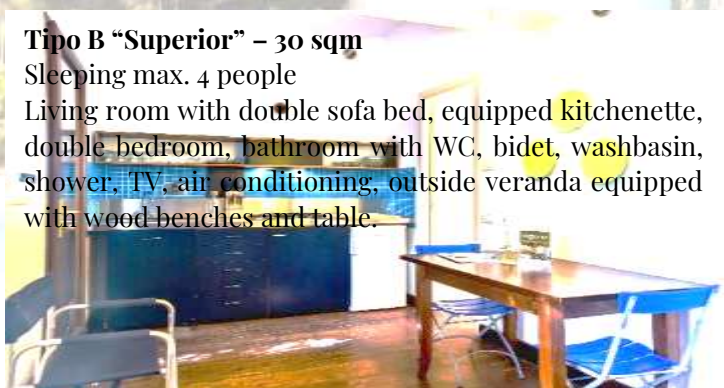 Tipo B “Superior” – 30 sqm
Sleeping max. 4 people
Living room with double sofa bed, equipped kitchenette,
double bedroom, bathroom with WC, bidet, washbasin,
shower, TV, air conditioning, outside veranda equipped
with wood benches and table.